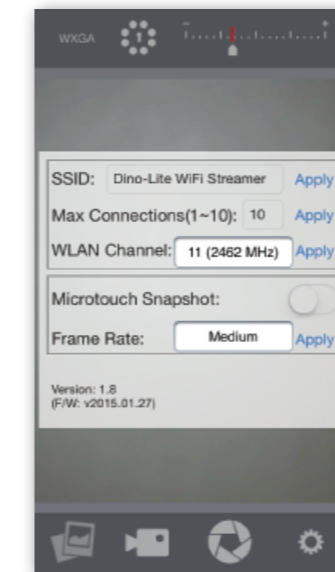 WXGA 1
SSID: Dino-Lite WiFi Streamer Apply
Max Connections(1~10): 10 Apply
WLAN Channel: 11 (2462 MHz) Apply
Microtouch Snapshot:
Frame Rate: Medium Apply
Version: 1.8
(F/W: v2015.01.27)